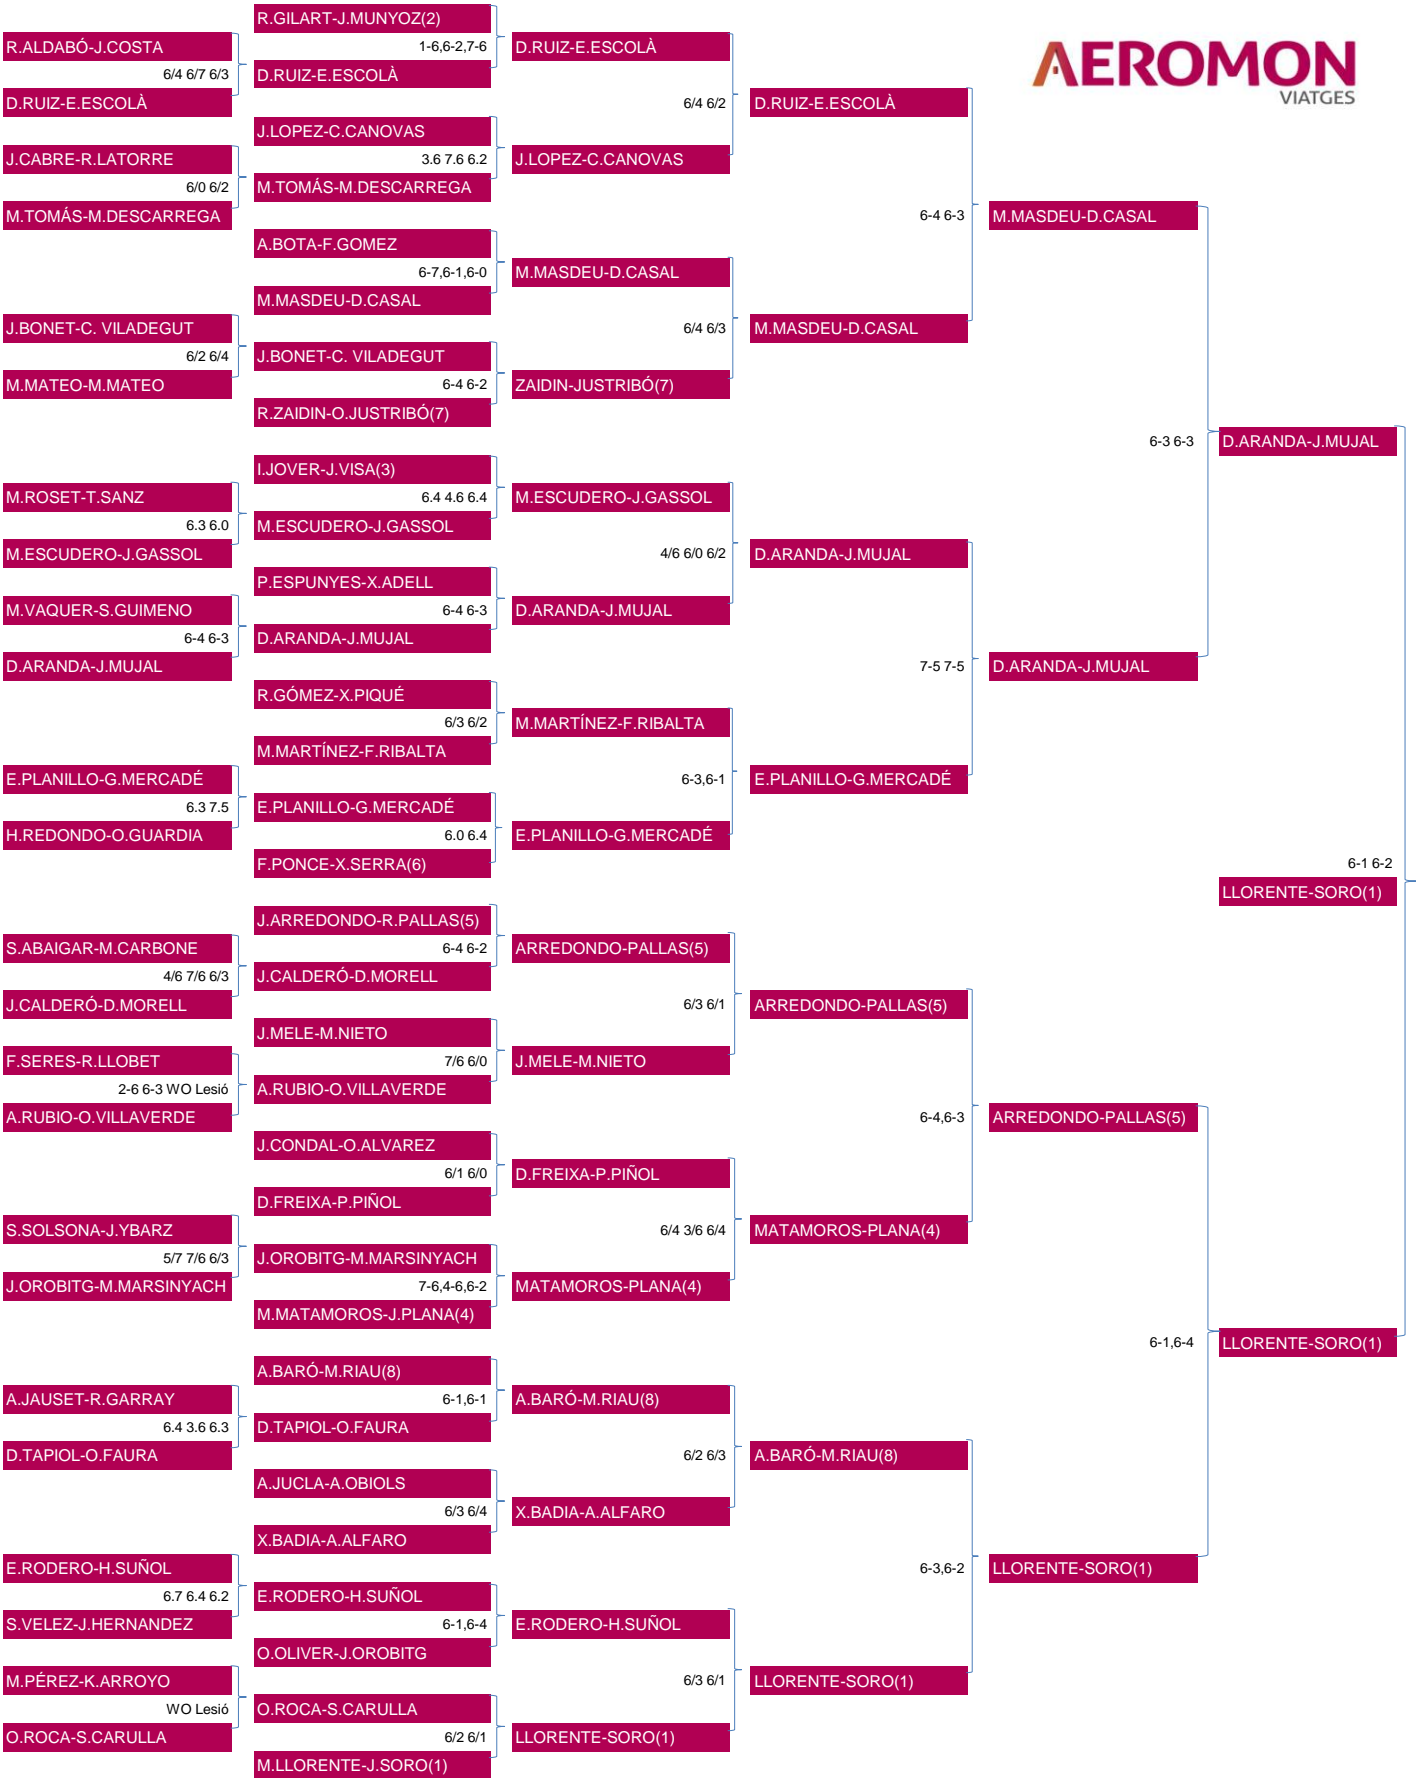 AEROMON
VIATGES
R.ALDABÓ-J.COSTA
6/4 6/7 6/3
D.RUIZ-E.ESCOLÀ
J.CABRE-R.LATORRE
6/0 6/2
M.TOMÁS-M.DESCARREGA
J.BONET-C. VILADEGUT
6/2 6/4
M.MATEO-M.MATEO
M.ROSET-T.SANZ
6.3 6.0
M.ESCUDERO-J.GASSOL
M.VAQUER-S.GUIMENO
6-4 6-3
D.ARANDA-J.MUJAL
E.PLANILLO-G.MERCADÉ
6.3 7.5
H.REDONDO-O.GUARDIA
S.ABAIGAR-M.CARBONE
4/6 7/6 6/3
J.CALDERÓ-D.MORELL
F.SERES-R.LLOBET
2-6 6-3 WO Lesió
A.RUBIO-O.VILLAVERDE
S.SOLSONA-J.YBARZ
5/7 7/6 6/3
J.OROBITG-M.MARSINYACH
A.JAUSET-R.GARRAY
6.4 3.6 6.3
D.TAPIOL-O.FAURA
E.RODERO-H.SUÑOL
6.7 6.4 6.2
S.VELEZ-J.HERNANDEZ
M.PÉREZ-K.ARROYO
WO Lesió
O.ROCA-S.CARULLA
R.GILART-J.MUNYOZ(2)
1-6,6-2,7-6
D.RUIZ-E.ESCOLÀ
J.LOPEZ-C.CANOVAS
3.6 7.6 6.2
M.TOMÁS-M.DESCARREGA
A.BOTA-F.GOMEZ
6-7,6-1,6-0
M.MASDEU-D.CASAL
J.BONET-C. VILADEGUT
6-4 6-2
R.ZAIDIN-O.JUSTRIBÓ(7)
I.JOVER-J.VISA(3)
6.4 4.6 6.4
M.ESCUDERO-J.GASSOL
P.ESPUNYES-X.ADELL
6-4 6-3
D.ARANDA-J.MUJAL
R.GÓMEZ-X.PIQUÉ
6/3 6/2
M.MARTÍNEZ-F.RIBALTA
E.PLANILLO-G.MERCADÉ
6.0 6.4
F.PONCE-X.SERRA(6)
J.ARREDONDO-R.PALLAS(5)
6-4 6-2
J.CALDERÓ-D.MORELL
J.MELE-M.NIETO
7/6 6/0
A.RUBIO-O.VILLAVERDE
J.CONDAL-O.ALVAREZ
6/1 6/0
D.FREIXA-P.PIÑOL
J.OROBITG-M.MARSINYACH
7-6,4-6,6-2
M.MATAMOROS-J.PLANA(4)
A.BARÓ-M.RIAU(8)
6-1,6-1
D.TAPIOL-O.FAURA
A.JUCLA-A.OBIOLS
6/3 6/4
X.BADIA-A.ALFARO
E.RODERO-H.SUÑOL
6-1,6-4
O.OLIVER-J.OROBITG
O.ROCA-S.CARULLA
6/2 6/1
M.LLORENTE-J.SORO(1)
D.RUIZ-E.ESCOLÀ
6/4 6/2
J.LOPEZ-C.CANOVAS
M.MASDEU-D.CASAL
6/4 6/3
ZAIDIN-JUSTRIBÓ(7)
M.ESCUDERO-J.GASSOL
4/6 6/0 6/2
D.ARANDA-J.MUJAL
M.MARTÍNEZ-F.RIBALTA
6-3,6-1
E.PLANILLO-G.MERCADÉ
ARREDONDO-PALLAS(5)
6/3 6/1
J.MELE-M.NIETO
D.FREIXA-P.PIÑOL
6/4 3/6 6/4
MATAMOROS-PLANA(4)
A.BARÓ-M.RIAU(8)
6/2 6/3
X.BADIA-A.ALFARO
E.RODERO-H.SUÑOL
6/3 6/1
LLORENTE-SORO(1)
D.RUIZ-E.ESCOLÀ
6-4 6-3
M.MASDEU-D.CASAL
D.ARANDA-J.MUJAL
7-5 7-5
E.PLANILLO-G.MERCADÉ
ARREDONDO-PALLAS(5)
6-4,6-3
MATAMOROS-PLANA(4)
A.BARÓ-M.RIAU(8)
6-3,6-2
LLORENTE-SORO(1)
M.MASDEU-D.CASAL
6-3 6-3
D.ARANDA-J.MUJAL
ARREDONDO-PALLAS(5)
6-1,6-4
LLORENTE-SORO(1)
D.ARANDA-J.MUJAL
6-1 6-2
LLORENTE-SORO(1)
LLORENTE-SORO(1)